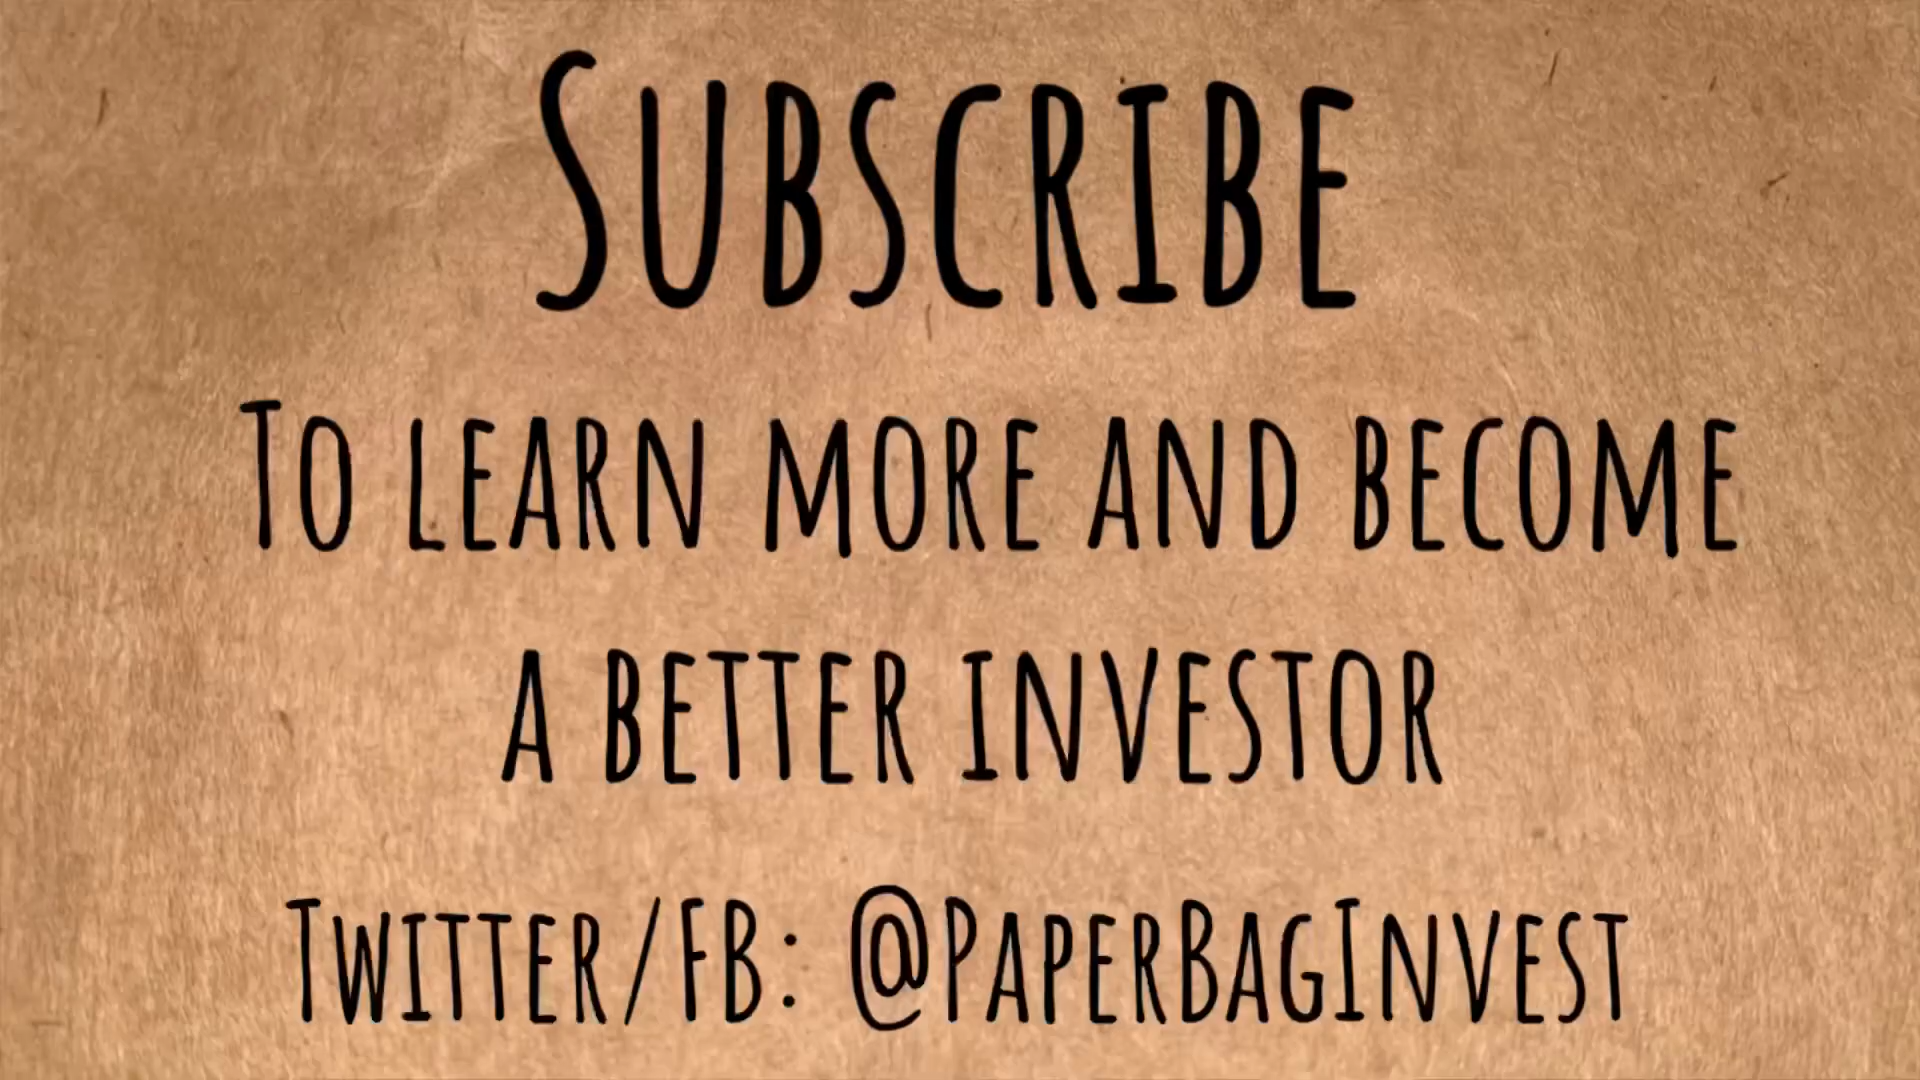 Subscribe
To learn more and become
a better investor
Twitter/FB: @PaperBagInvest